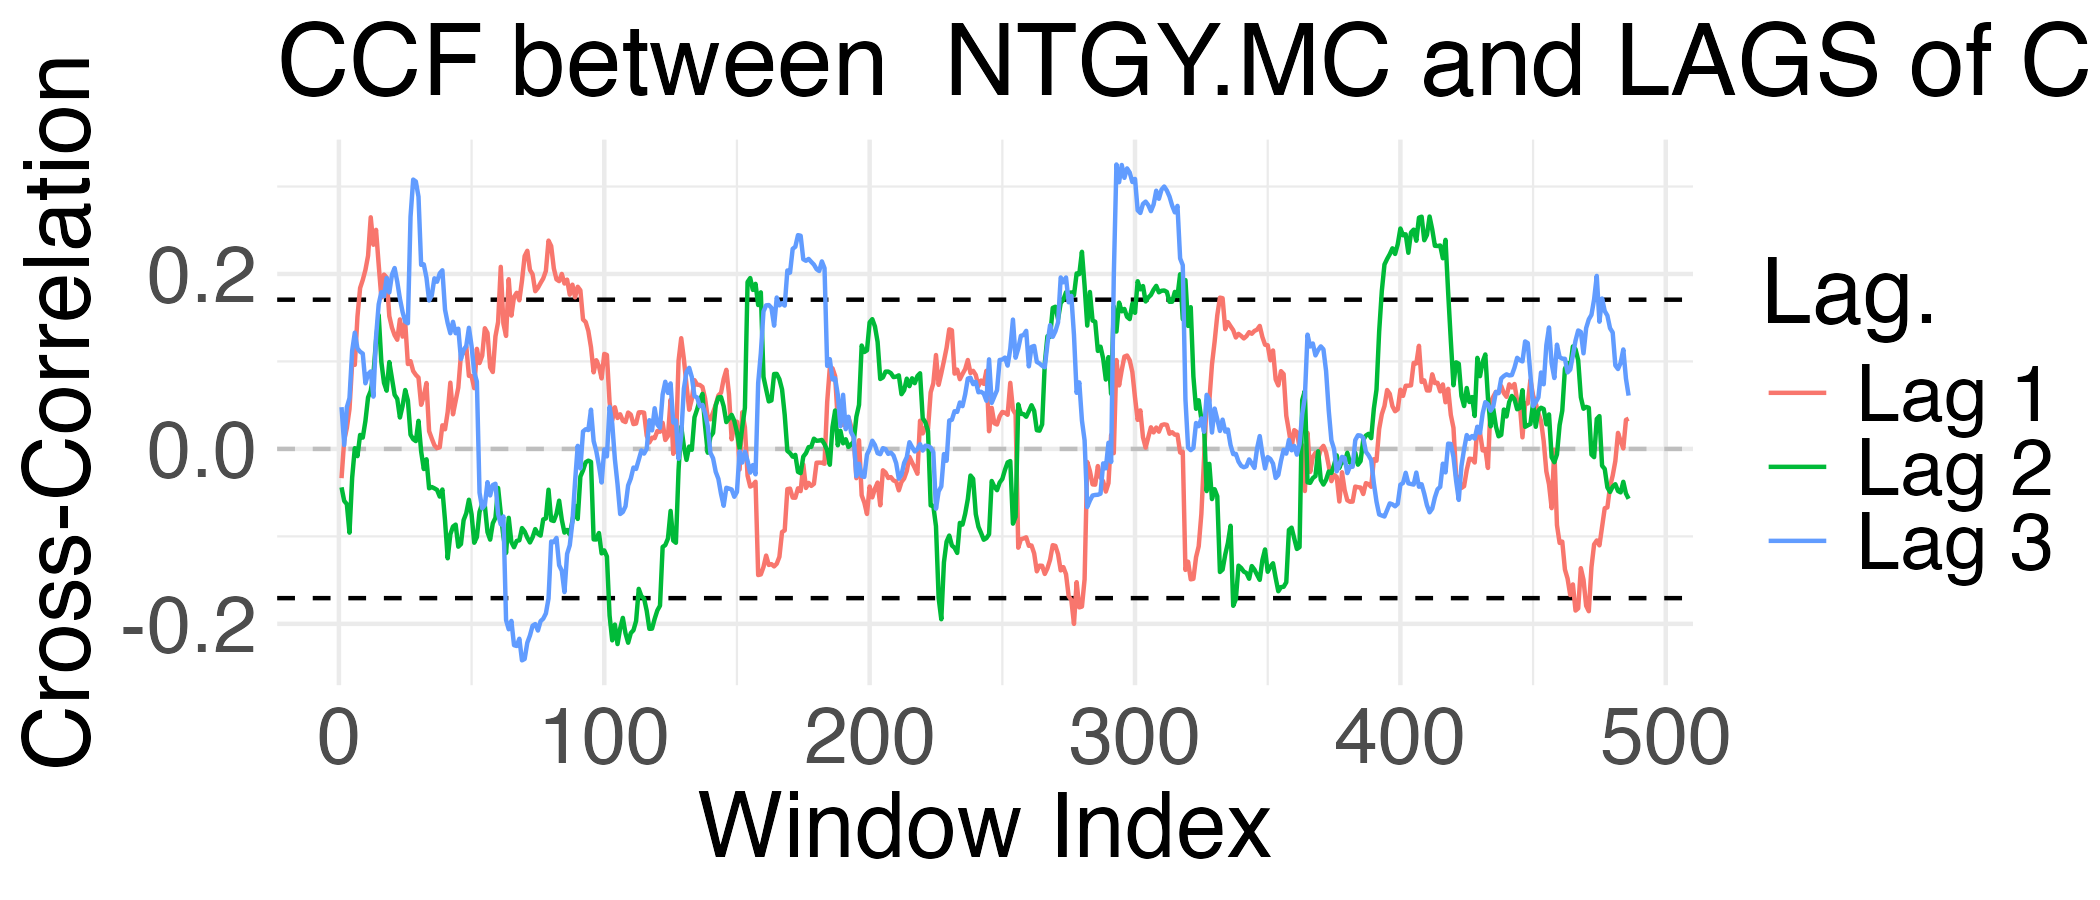 CCF between  NTGY.MC and LAGS of C
Cross-Correlation
0.2
0.0
-0.2
0 100 200 300 400 500
Window Index
Lag.
Lag 1
Lag 2
Lag 3